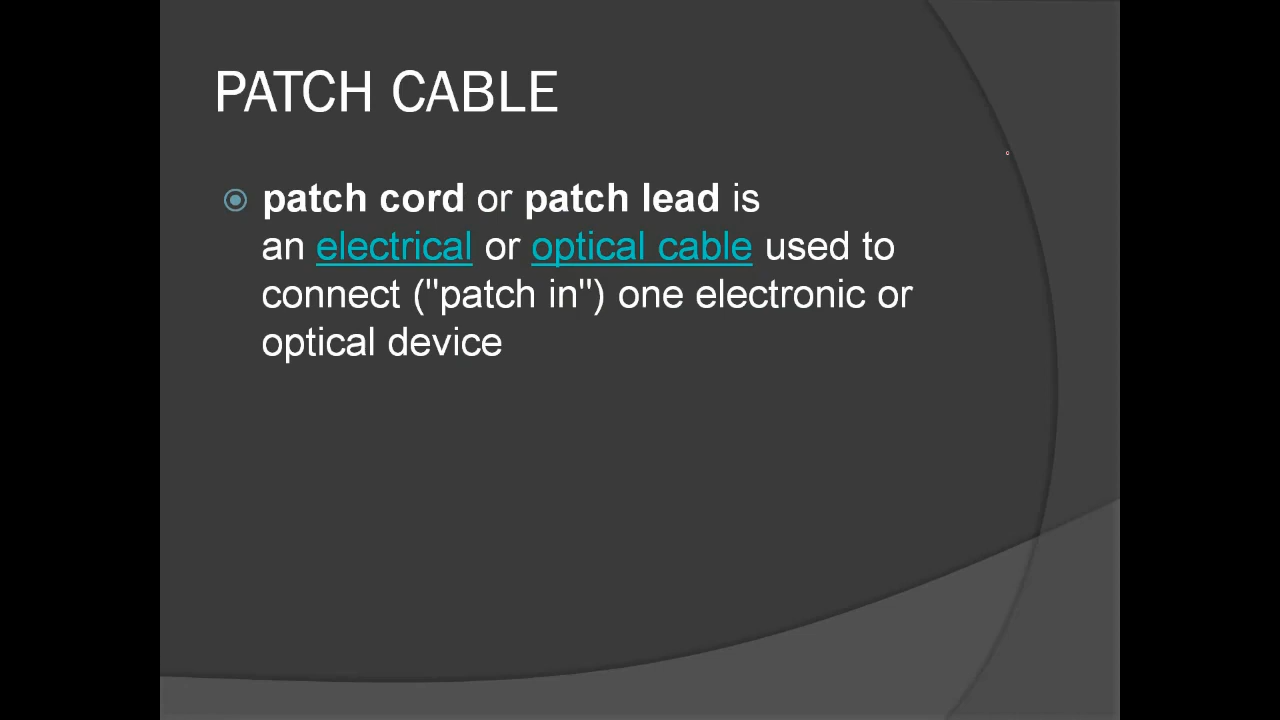 PATCH CABLE
patch cord or patch lead is
an electrical or optical cable used to
connect ("patch in") one electronic or
optical device